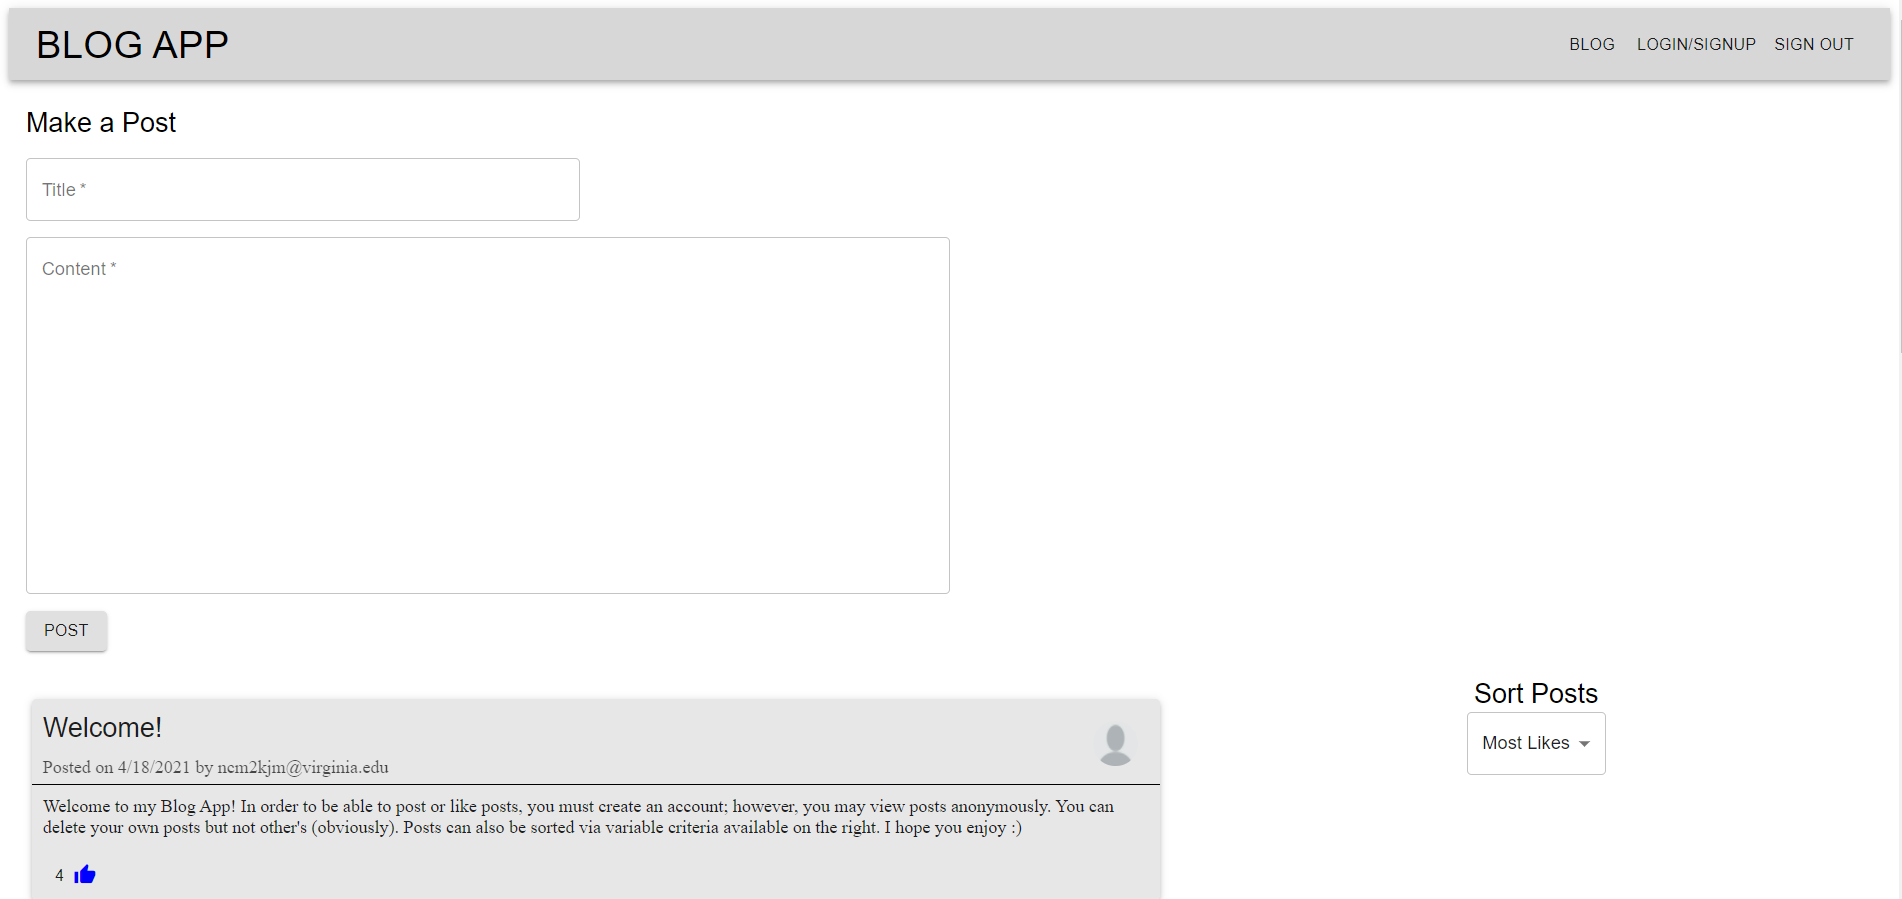 BLOG APP
BLOG LOGIN/SIGNUP SIGN OUT
Make a Post
Title *
Content *
POST
Sort Posts
Most Likes
Welcome!
Posted on 4/18/2021 by ncm2kjm@virginia.edu
Welcome to my Blog App! In order to be able to post or like posts, you must create an account; however, you may view posts anonymously. You can
delete your own posts but not other's (obviously). Posts can also be sorted via variable criteria available on the right. I hope you enjoy :)
4